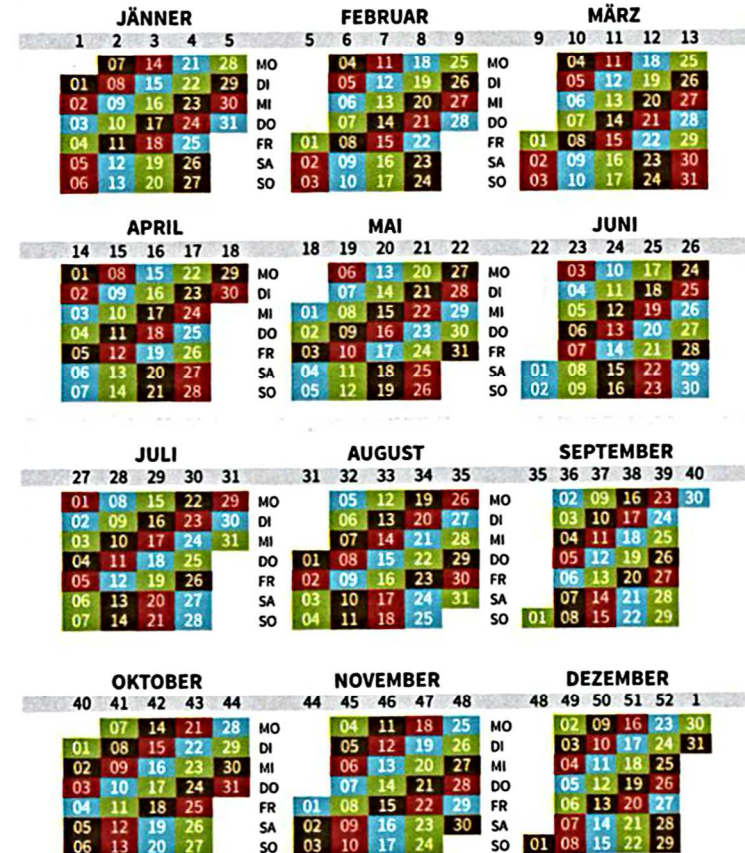 JÄNNER FEBRUAR MÄRZ
1 2 3 4 5 5 6 7 8 9 9 10 11 12 13
07 14 21 28 MO 04 11 18 25 MO 04 11 18 25
01 08 15 22 29 DI 05 12 19 26 DI 05 12 19 26
02 09 16 23 30 MI 06 13 20 27 MI 06 13 20 27
03 10 17 24 31 DO 07 14 21 28 DO 07 14 21 28
04 11 18 25 FR 01 08 15 22 FR 01 08 15 22 29
05 12 19 26 SA 02 09 16 23 SA 02 09 16 23 30
06 13 20 27 SO 03 10 17 24 SO 03 10 17 24 31
APRIL MAI JUNI
14 15 16 17 18 18 19 20 21 22 22 23 24 25 26
01 08 15 22 29 MO 06 13 20 27 MO 03 10 17 24
02 09 16 23 30 DI 07 14 21 28 DI 04 11 18 25
03 10 17 24 MI 01 08 15 22 29 MI 05 12 19 26
04 11 18 25 DO 02 09 16 23 30 DO 06 13 20 27
05 12 19 26 FR 03 10 17 24 31 FR 07 14 21 28
06 13 20 27 SA 04 11 18 25 SA 01 08 15 22 29
07 14 21 28 SO 05 12 19 26 SO 02 09 16 23 30
JULI AUGUST SEPTEMBER
27 28 29 30 31 31 32 33 34 35 35 36 37 38 39 40
01 08 15 22 29 MO 05 12 19 26 MO 02 09 16 23 30
02 09 16 23 30 DI 06 13 20 27 DI 03 10 17 24
03 10 17 24 31 MI 07 14 21 28 MI 04 11 18 25
04 11 18 25 DO 01 08 15 22 29 DO 05 12 19 26
05 12 19 26 FR 02 09 16 23 30 FR 06 13 20 27
06 13 20 27 SA 03 10 17 24 31 SA 07 14 21 28
07 14 21 28 SO 04 11 18 25 SO 01 08 15 22 29
OKTOBER NOVEMBER DEZEMBER
40 41 42 43 44 44 45 46 47 48 48 49 50 51 52 1
07 14 21 28 MO 04 11 18 25 MO 02 09 16 23 30
01 08 15 22 29 DI 05 12 19 26 DI 03 10 17 24 31
02 09 16 23 30 MI 06 13 20 27 MI 04 11 18 25
03 10 17 24 31 DO 07 14 21 28 DO 05 12 19 26
04 11 18 25 FR 01 08 15 22 29 FR 06 13 20 27
05 12 19 26 SA 02 09 16 23 30 SA 07 14 21 28
06 13 20 27 SO 03 10 17 24 SO 01 08 15 22 29